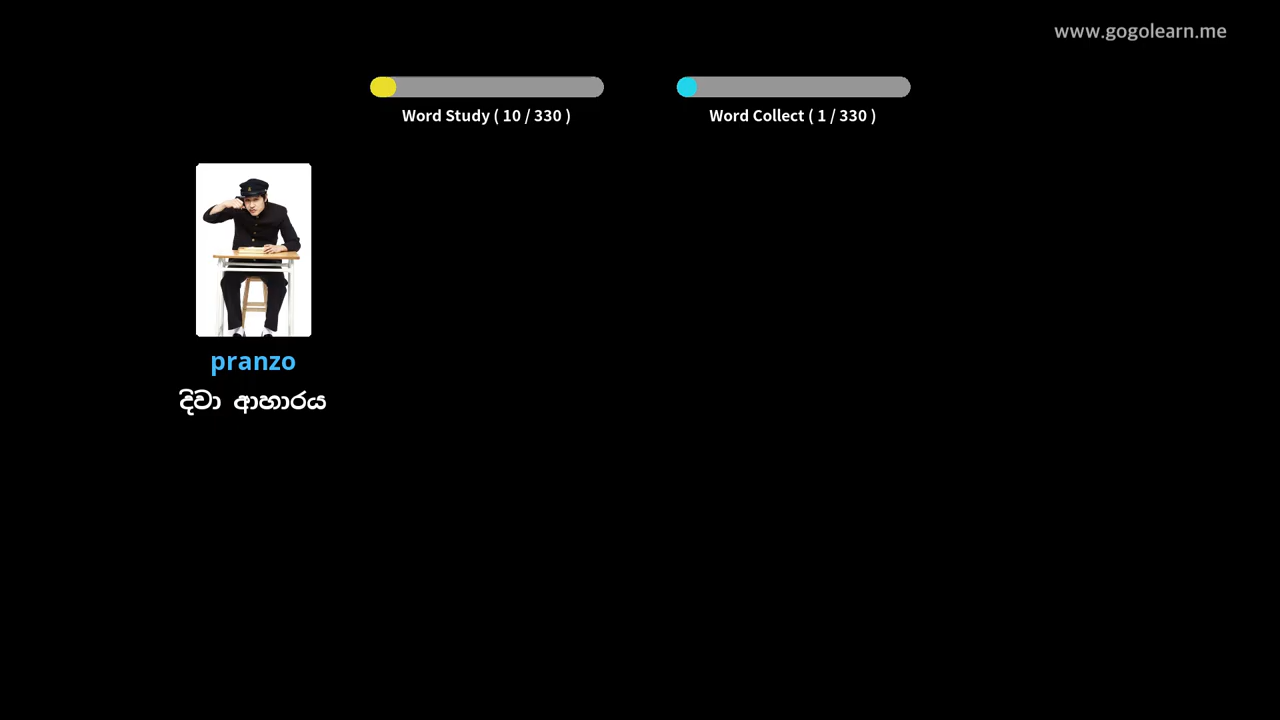 www.gogolearn.me
Word Study ( 10 / 330 )
Word Collect ( 1 / 330 )
pranzo
දිවා ආහාරය